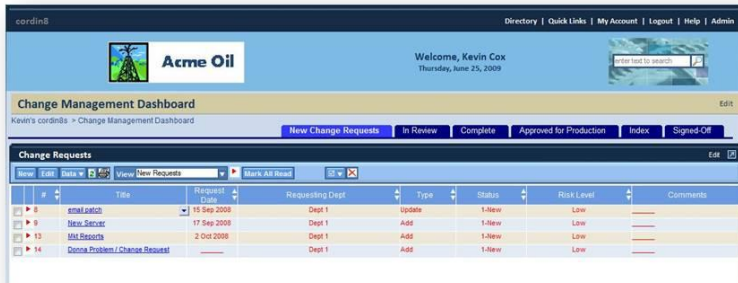 cordin8
Directory | Quick Links | My Account | Logout | Help | Admin
Acme Oil
Welcome, Kevin Cox
Thursday, June 25, 2009
enter text to search
Change Management Dashboard
Edit
Kevin's cordin8s > Change Management Dashboard
New Change Requests In Review Complete Approved for Production Index Signed-Off
Change Requests Edit
New Edit Data View New Requests Mark All Read
# Title Request Date Requesting Dept Type Status Risk Level Comments
8 email patch 15 Sep 2008 Dept 1 Update 1-New Low
9 New Server 17 Sep 2008 Dept 1 Add 1-New Low
13 Mkt Reports 2 Oct 2008 Dept 1 Add 1-New Low
14 Donna Problem / Change Request Dept 1 Add 1-New Low